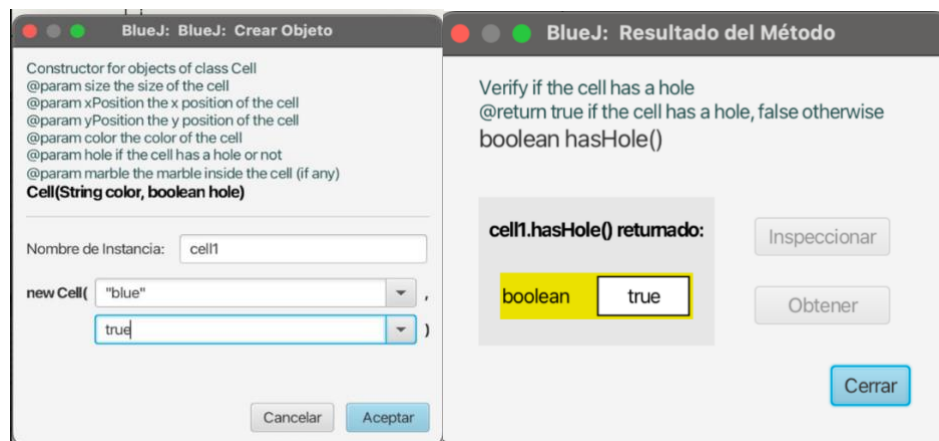 BlueJ: BlueJ: Crear Objeto
Constructor for objects of class Cell
@param size the size of the cell
@param xPosition the x position of the cell
@param yPosition the y position of the cell
@param color the color of the cell
@param hole if the cell has a hole or not
@param marble the marble inside the cell (if any)
Cell(String color, boolean hole)
Nombre de Instancia: cell1
new Cell( "blue" ,
true )
Cancelar Aceptar
BlueJ: Resultado del Método
Verify if the cell has a hole
@return true if the cell has a hole, false otherwise
boolean hasHole()
cell1.hasHole() returnado:
boolean true
Inspeccionar
Obtener
Cerrar